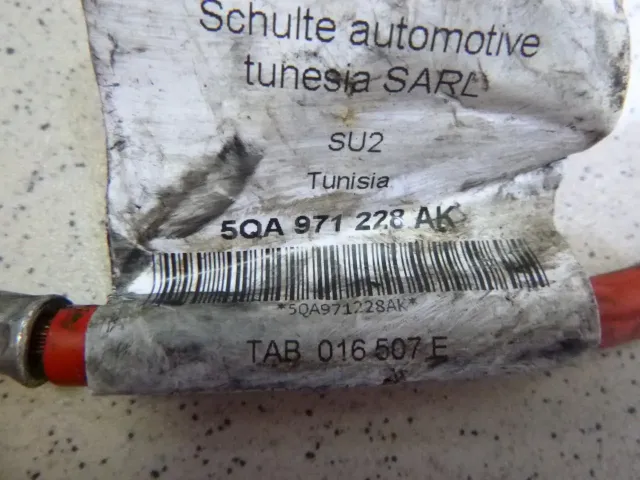 Schulte automotive
tunesia SARL
SU2
Tunisia
5QA 971 228 AK
*5QA971228AK*
TAB 016 507 E